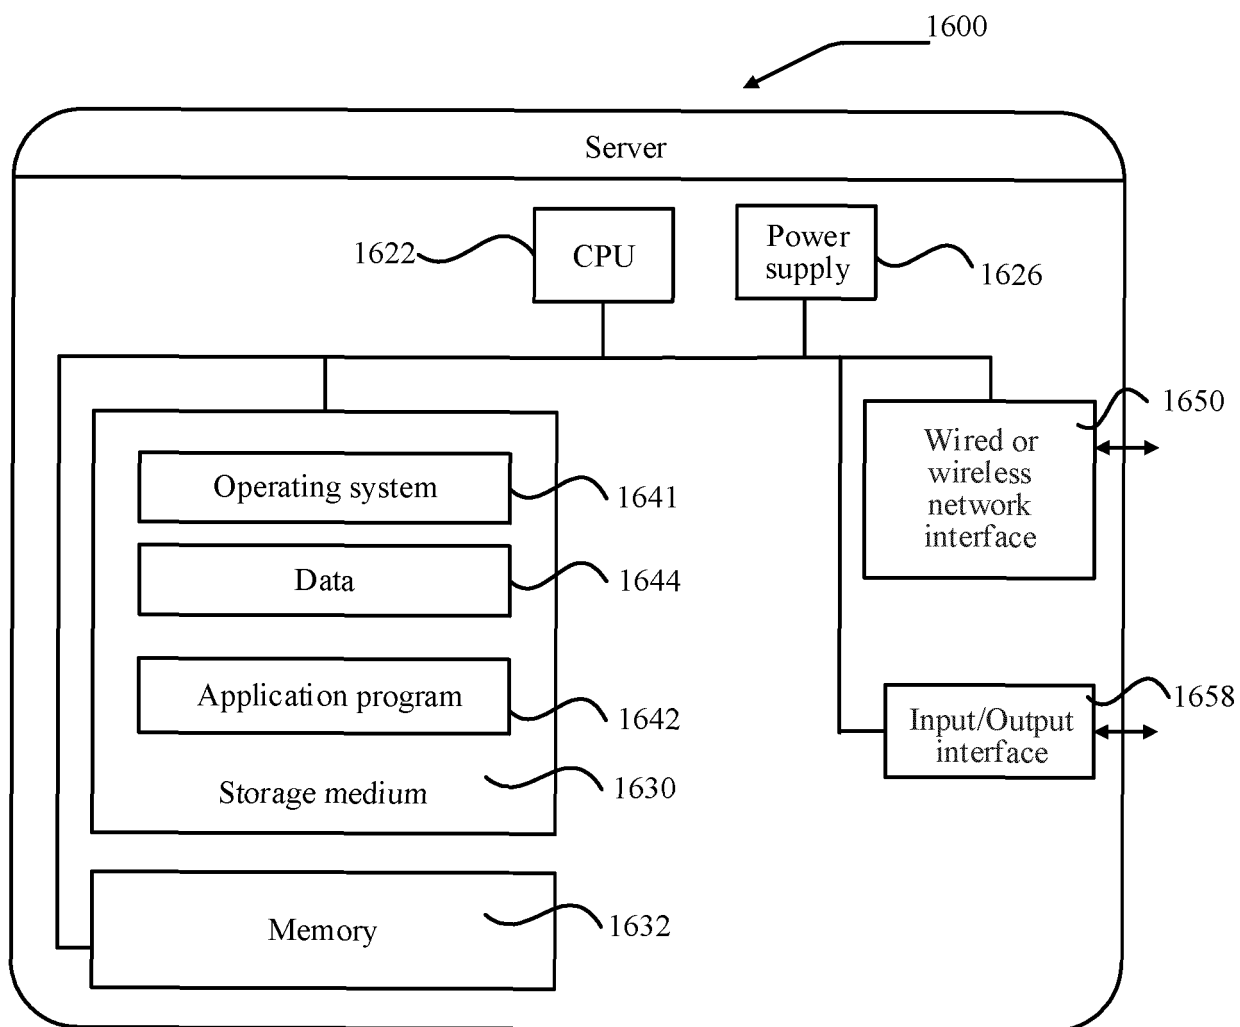 1600
Server
1622
CPU
Power
supply
1626
1650
Wired or
wireless
network
interface
Operating system
1641
Data
1644
Application program
1642
1658
Input/Output
interface
Storage medium
1630
Memory
1632